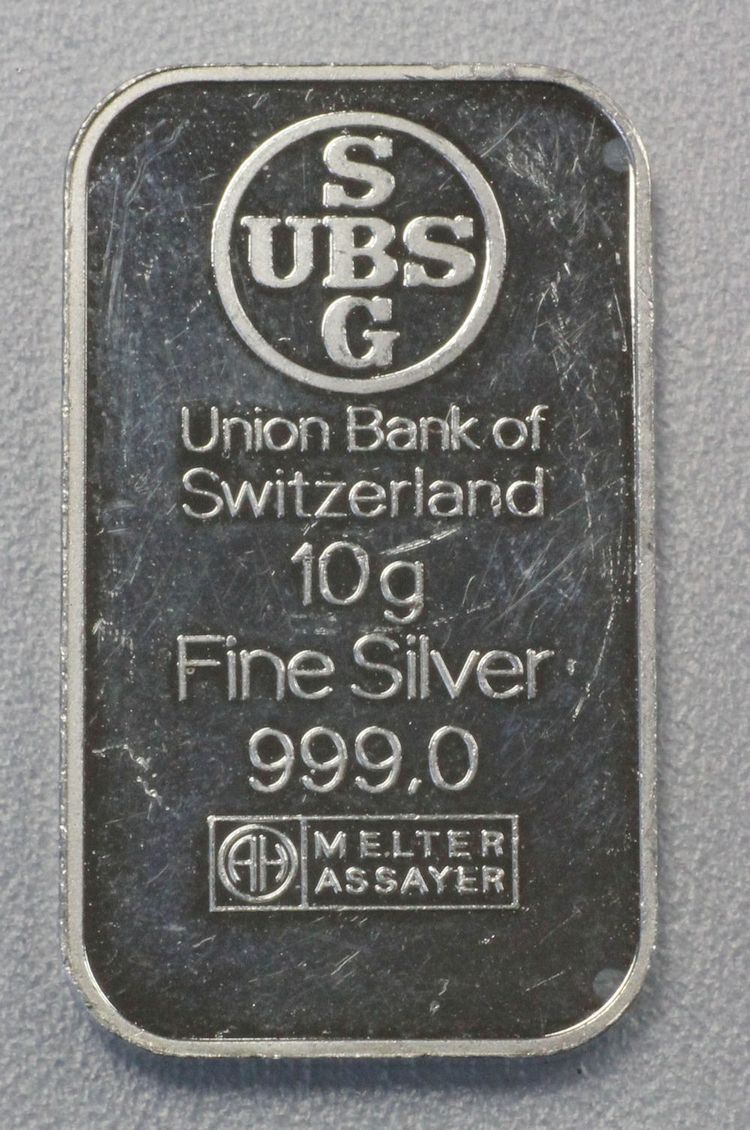 S
UBS
G
Union Bank of
Switzerland
10g
Fine Silver
999,0
AH MELTER
ASSAYER